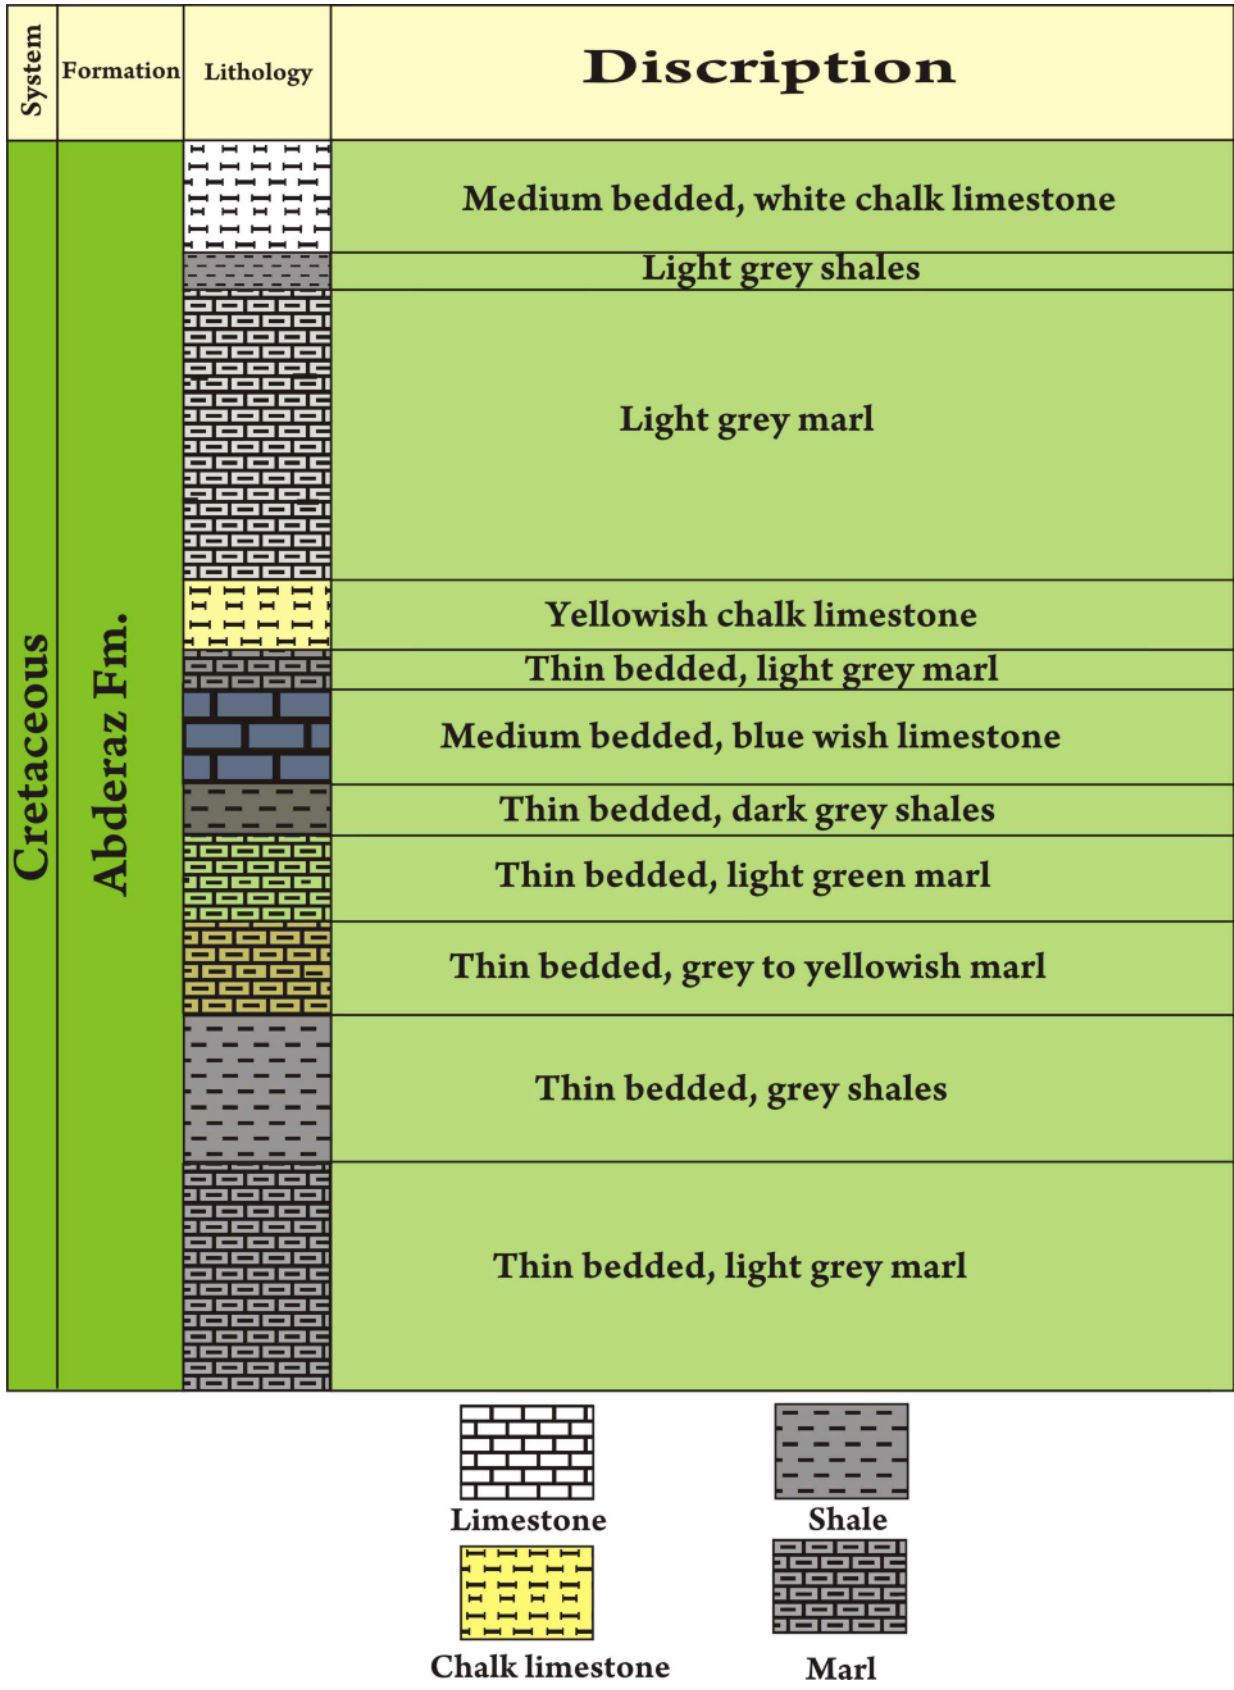 System
Formation
Lithology
Discription
Cretaceous
Abderaz Fm.
Medium bedded, white chalk limestone
Light grey shales
Light grey marl
Yellowish chalk limestone
Thin bedded, light grey marl
Medium bedded, blue wish limestone
Thin bedded, dark grey shales
Thin bedded, light green marl
Thin bedded, grey to yellowish marl
Thin bedded, grey shales
Thin bedded, light grey marl
Limestone
Shale
Chalk limestone
Marl